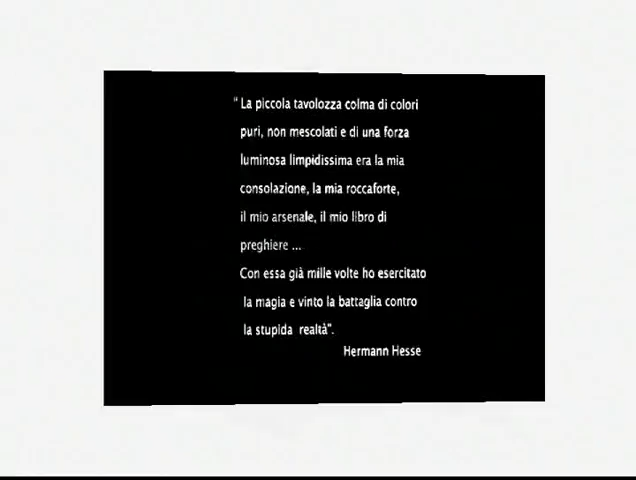 " La piccola tavolozza colma di colori
puri, non mescolati e di una forza
luminosa limpidissima era la mia
consolazione, la mia roccaforte,
il mio arsenale, il mio libro di
preghiere ...
Con essa già mille volte ho esercitato
la magia e vinto la battaglia contro
la stupida realtà".
Hermann Hesse